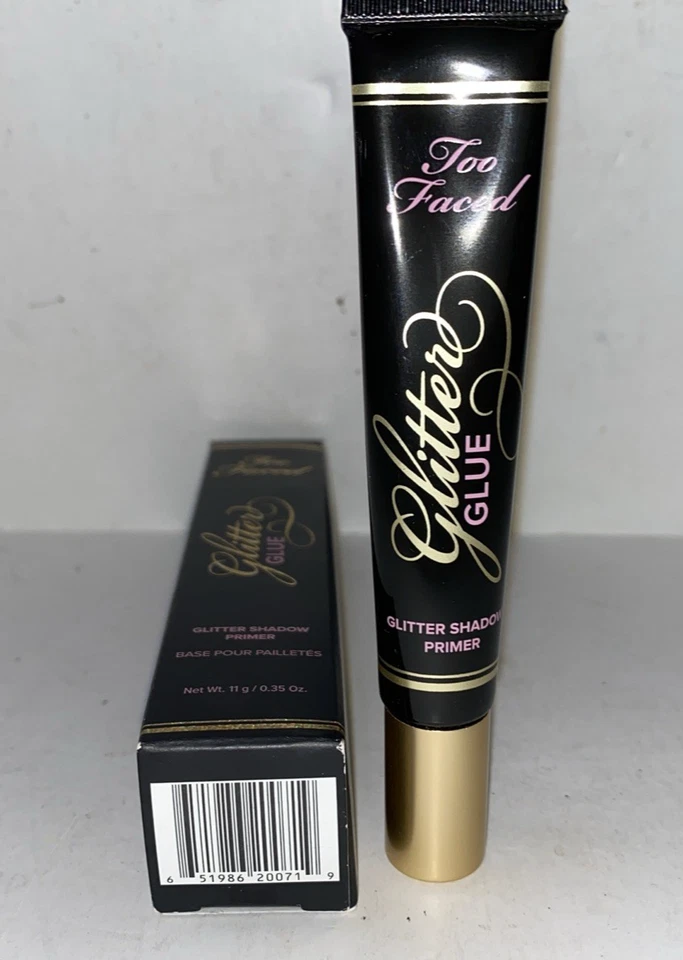 Too
Faced
Glitter
GLUE
GLITTER SHADOW
PRIMER
Too
Faced
Glitter
GLUE
GLITTER SHADOW
PRIMER
BASE POUR PAILLETÉS
Net Wt. 11 g / 0.35 Oz.
6 51986 20071 9